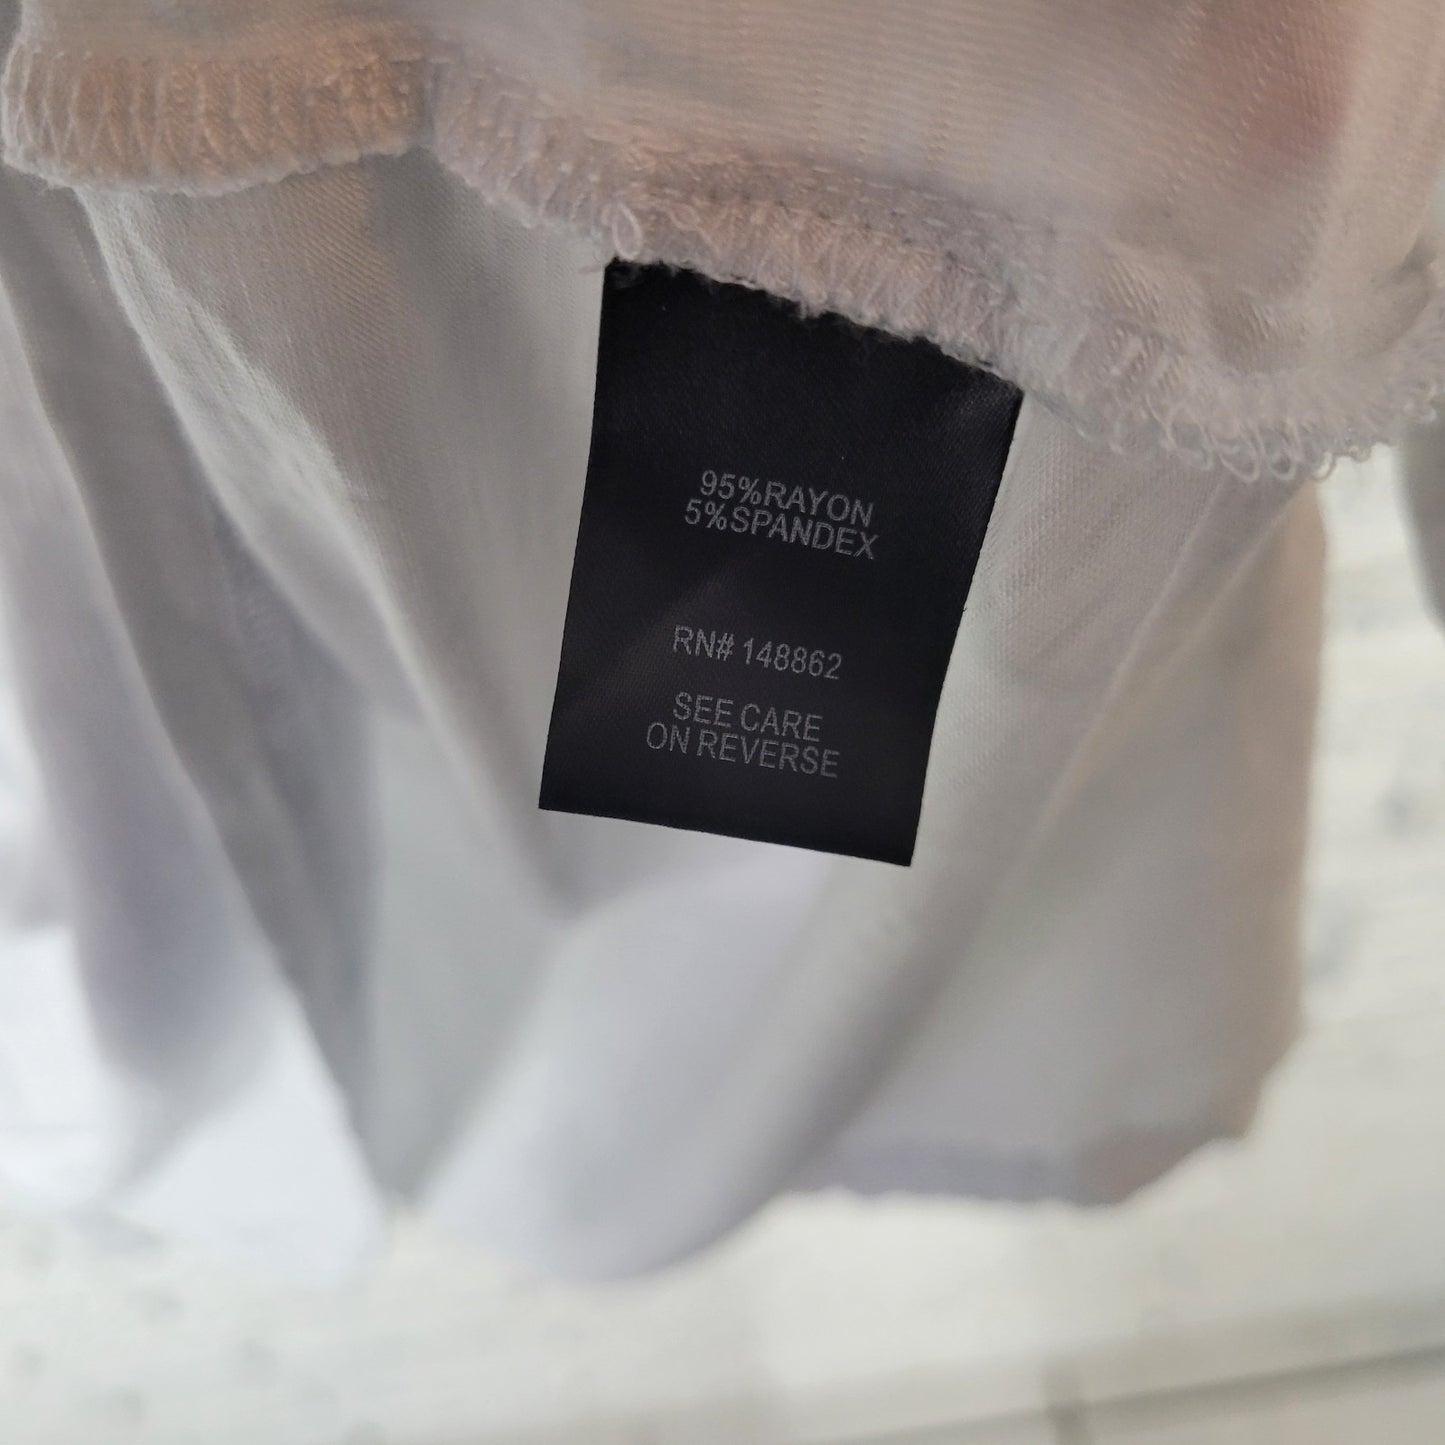 95%RAYON
5%SPANDEX
RN# 148862
SEE CARE
ON REVERSE